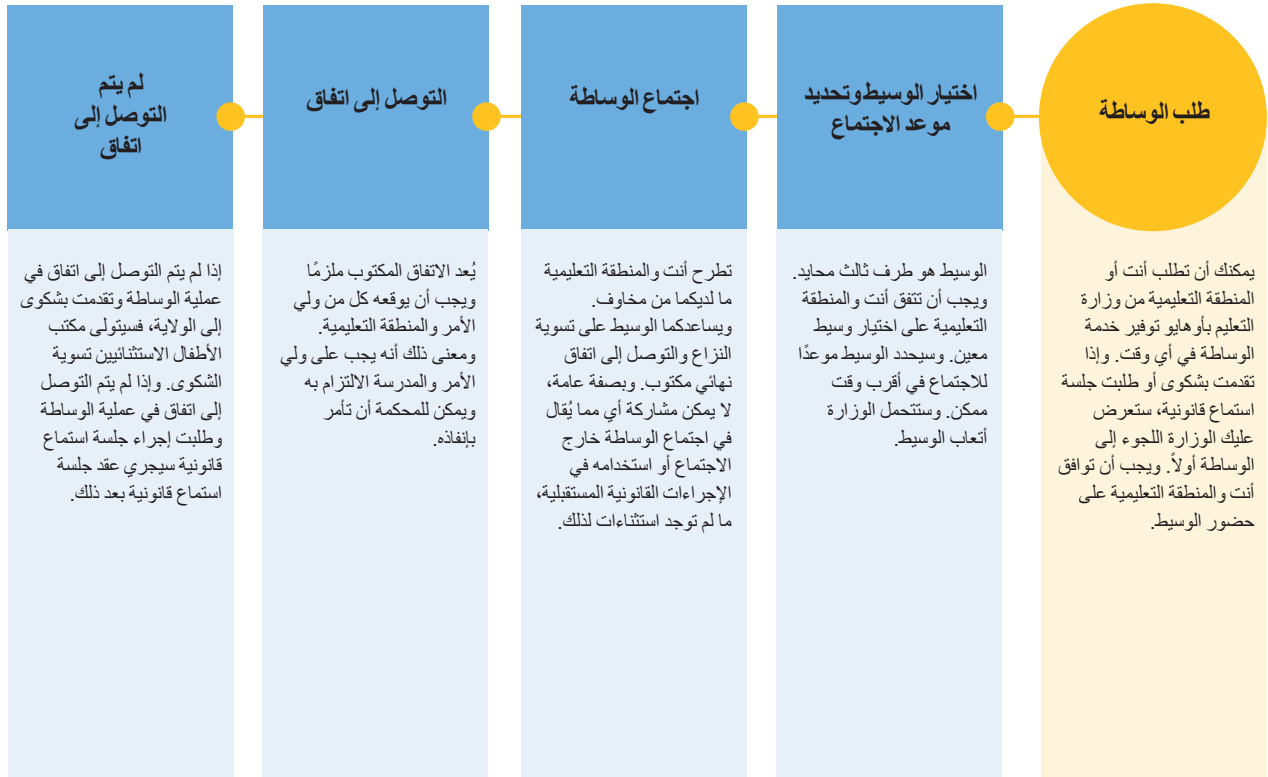 طلب الوساطة
يمكنك أن تطلب أنت أو
المنطقة التعليمية من وزارة
التعليم بأوهايو توفير خدمة
الوساطة في أي وقت. وإذا
تقدمت بشكوى أو طلبت جلسة
استماع قانونية، ستعرض
عليك الوزارة اللجوء إلى
الوساطة أولاً. ويجب أن توافق
أنت والمنطقة التعليمية على
حضور الوسيط.
اختيار الوسيط وتحديد
موعد الاجتماع
الوسيط هو طرف ثالث محايد.
ويجب أن تتفق أنت والمنطقة
التعليمية على اختيار وسيط
معين. وسيحدد الوسيط موعدًا
للاجتماع في أقرب وقت
ممكن. وستتحمل الوزارة
أتعاب الوسيط.
اجتماع الوساطة
تطرح أنت والمنطقة التعليمية
ما لديكما من مخاوف.
ويساعدكما الوسيط على تسوية
النزاع والتوصل إلى اتفاق
نهائي مكتوب. وبصفة عامة،
لا يمكن مشاركة أي مما يُقال
في اجتماع الوساطة خارج
الاجتماع أو استخدامه في
الإجراءات القانونية المستقبلية،
ما لم توجد استثناءات لذلك.
التوصل إلى اتفاق
يُعد الاتفاق المكتوب ملزمًا
ويجب أن يوقعه كل من ولي
الأمر والمنطقة التعليمية.
ومعنى ذلك أنه يجب على ولي
الأمر والمدرسة الالتزام به
ويمكن للمحكمة أن تأمر
بإنفاذه.
لم يتم
التوصل إلى
اتفاق
إذا لم يتم التوصل إلى اتفاق في
عملية الوساطة وتقدمت بشكوى
إلى الولاية، فسيتولى مكتب
الأطفال الاستثنائيين تسوية
الشكوى. وإذا لم يتم التوصل
إلى اتفاق في عملية الوساطة
وطلبت إجراء جلسة استماع
قانونية سيجري عقد جلسة
استماع قانونية بعد ذلك.